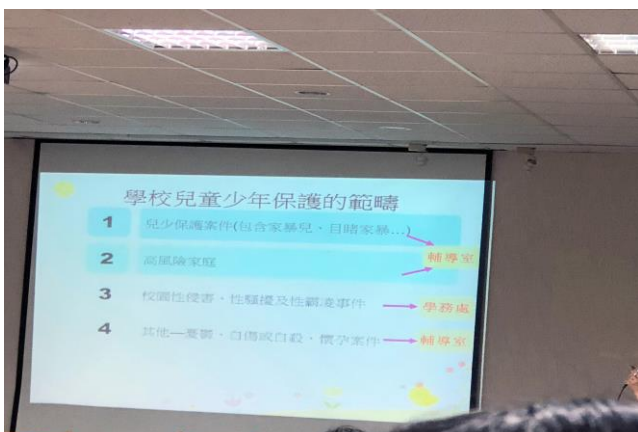 學校兒童少年保護的範疇
1 兒少保護案件(包含家暴兒、目睹家暴...)
輔導室
2 高風險家庭
3 校園性侵害、性騷擾及性霸凌事件 學務處
4 其他—憂鬱、自傷或自殺、懷孕案件 輔導室